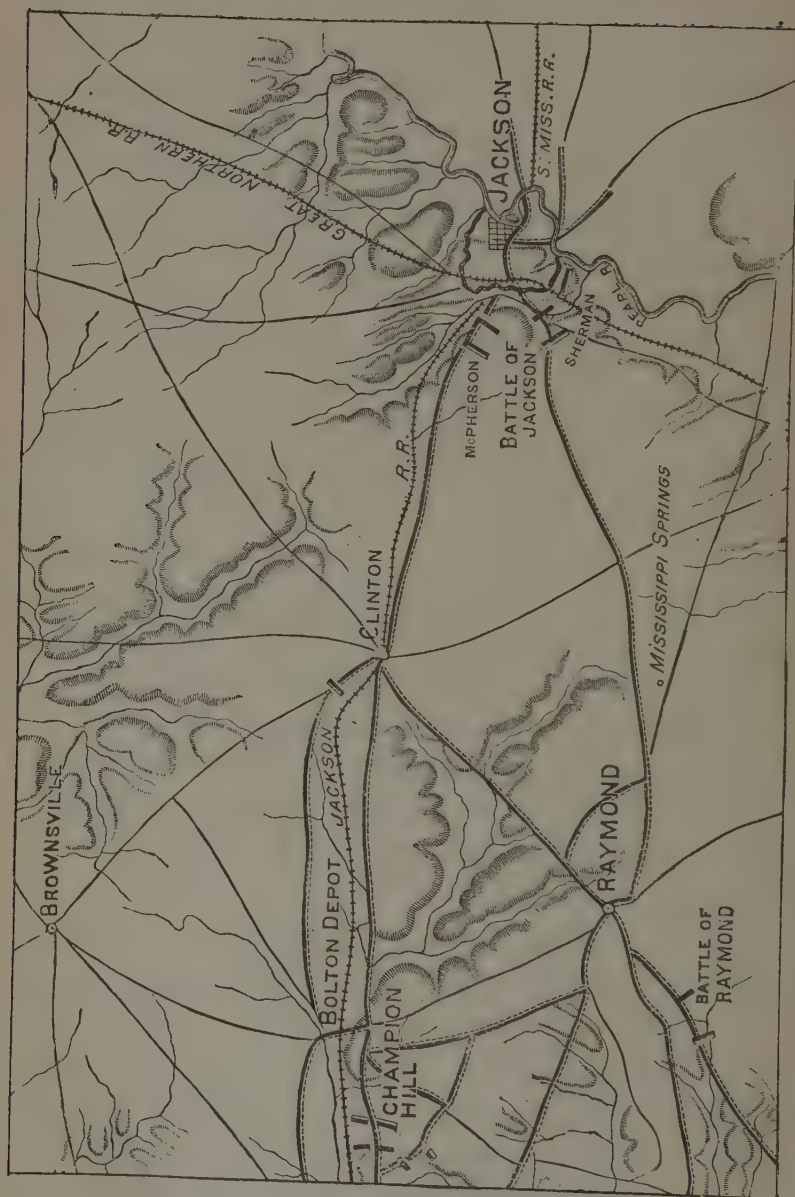 BROWNSVILLE
GREAT NORTHERN R.R.
BOLTON DEPOT
JACKSON
R.R.
CLINTON
CHAMPION
HILL
McPHERSON
JACKSON
BATTLE OF
JACKSON
S. MISS. R.R.
SHERMAN
PEARL R.
RAYMOND
MISSISSIPPI SPRINGS
BATTLE OF
RAYMOND